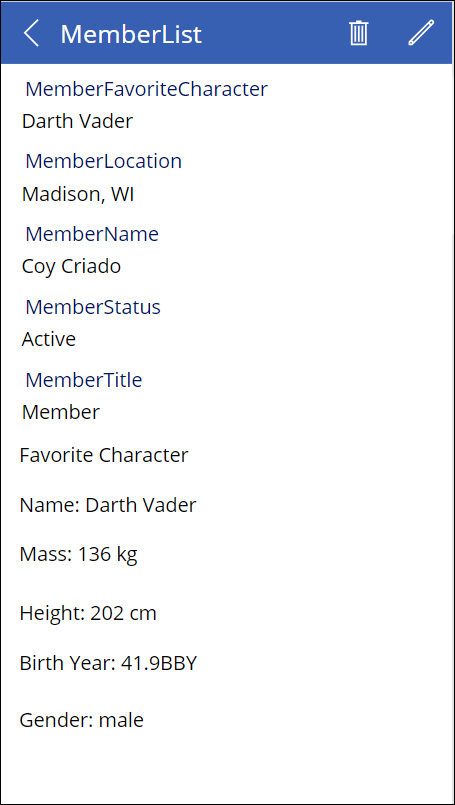 MemberList
MemberFavoriteCharacter
Darth Vader
MemberLocation
Madison, WI
MemberName
Coy Criado
MemberStatus
Active
MemberTitle
Member
Favorite Character
Name: Darth Vader
Mass: 136 kg
Height: 202 cm
Birth Year: 41.9BBY
Gender: male